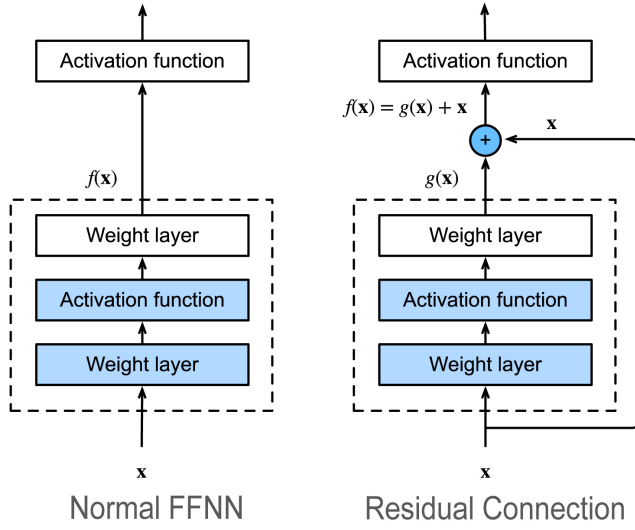 Activation function
f(x)
Weight layer
Activation function
Weight layer
x
Normal FFNN
Activation function
f(x) = g(x) + x
+
x
g(x)
Weight layer
Activation function
Weight layer
x
Residual Connection